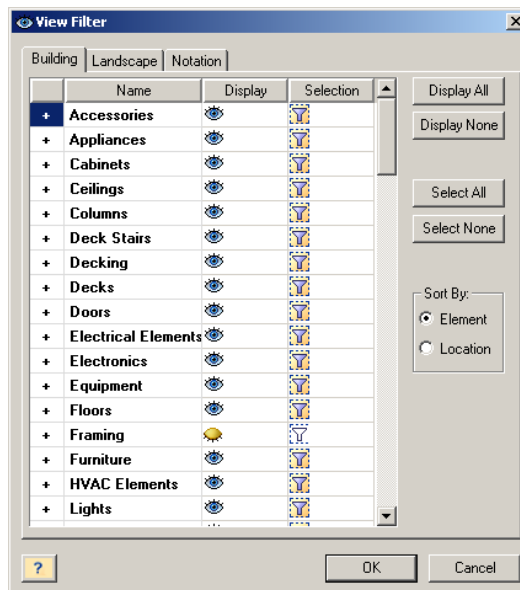 View Filter
Building Landscape Notation
Name Display Selection
+ Accessories
+ Appliances
+ Cabinets
+ Ceilings
+ Columns
+ Deck Stairs
+ Decking
+ Decks
+ Doors
+ Electrical Elements
+ Electronics
+ Equipment
+ Floors
+ Framing
+ Furniture
+ HVAC Elements
+ Lights
Display All
Display None
Select All
Select None
Sort By:
Element
Location
?
OK
Cancel